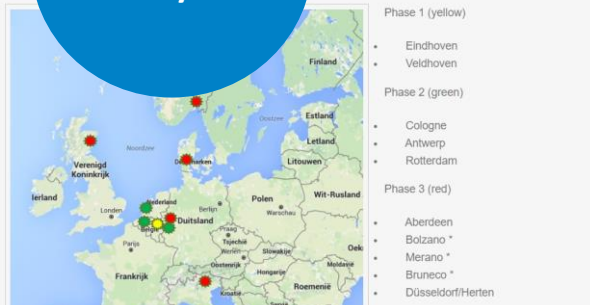 Phase 1 (yellow)
• Eindhoven
• Veldhoven
Phase 2 (green)
• Cologne
• Antwerp
• Rotterdam
Phase 3 (red)
• Aberdeen
• Bolzano *
• Merano *
• Bruneco *
• Düsseldorf/Herten
Finland
Estland
Oostzee
Letland
Noordzee
Litouwen
Verenigd
Koninkrijk
Ierland
Wit-Rusland
Polen
Londen
Berlijn
Warschau
Duitsland
België
Praag
Tsjechië
Parijs
Wenen
Slowakije
Oek
Moldavië
Oostenrijk
Hongarije
Frankrijk
Roemenië
Kroatië
Servië